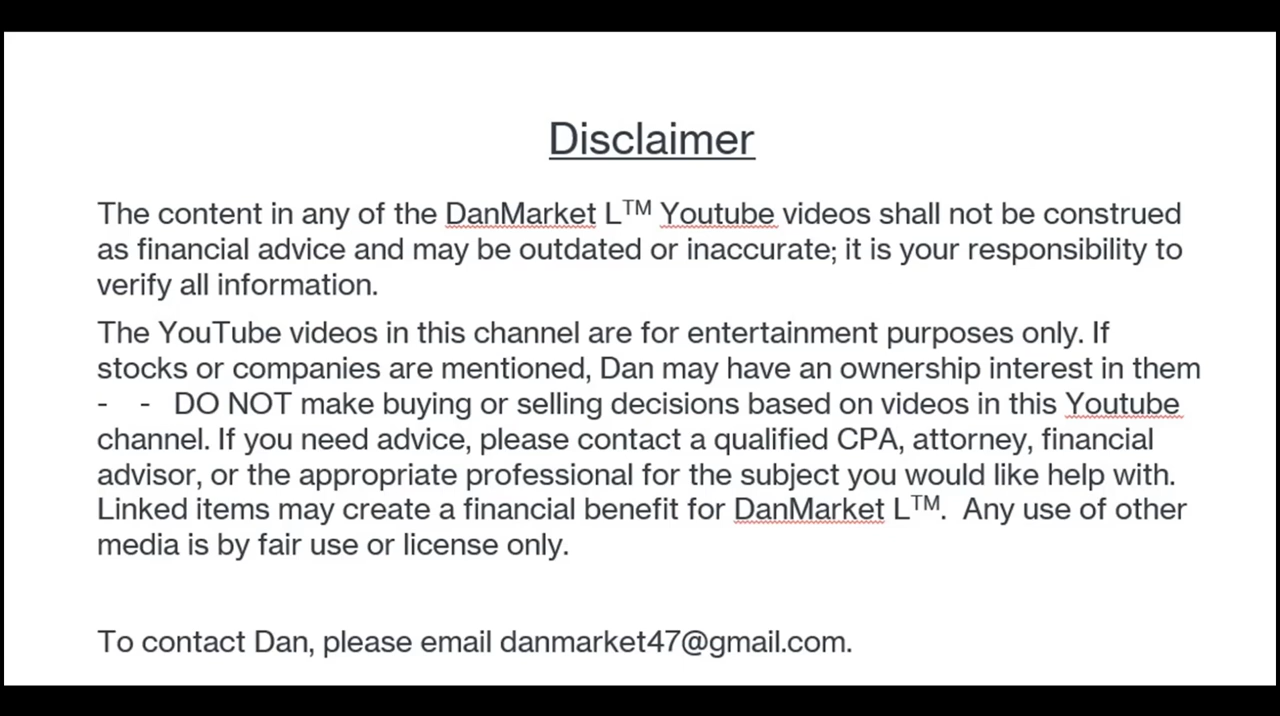 Disclaimer
The content in any of the DanMarket L™ Youtube videos shall not be construed
as financial advice and may be outdated or inaccurate; it is your responsibility to
verify all information.
The YouTube videos in this channel are for entertainment purposes only. If
stocks or companies are mentioned, Dan may have an ownership interest in them
- - DO NOT make buying or selling decisions based on videos in this Youtube
channel. If you need advice, please contact a qualified CPA, attorney, financial
advisor, or the appropriate professional for the subject you would like help with.
Linked items may create a financial benefit for DanMarket L™. Any use of other
media is by fair use or license only.
To contact Dan, please email danmarket47@gmail.com.